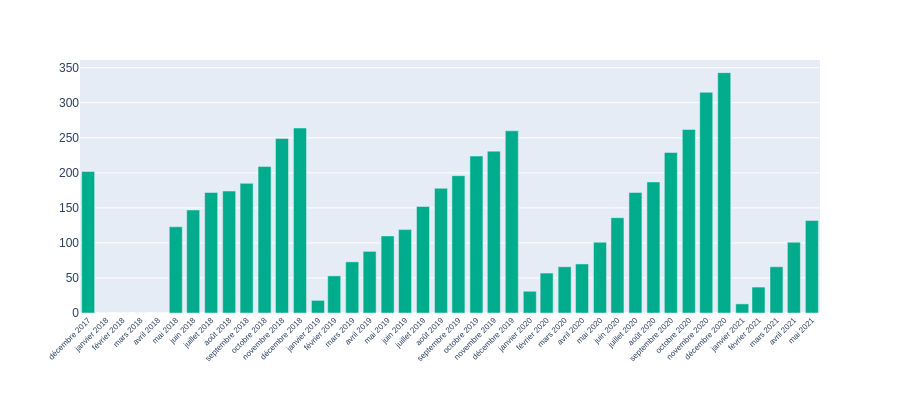 350
300
250
200
150
100
50
0
décembre 2017
janvier 2018
février 2018
mars 2018
avril 2018
mai 2018
juin 2018
juillet 2018
août 2018
septembre 2018
octobre 2018
novembre 2018
décembre 2018
janvier 2019
février 2019
mars 2019
avril 2019
mai 2019
juin 2019
juillet 2019
août 2019
septembre 2019
octobre 2019
novembre 2019
décembre 2019
janvier 2020
février 2020
mars 2020
avril 2020
mai 2020
juin 2020
juillet 2020
août 2020
septembre 2020
octobre 2020
novembre 2020
décembre 2020
janvier 2021
février 2021
mars 2021
avril 2021
mai 2021